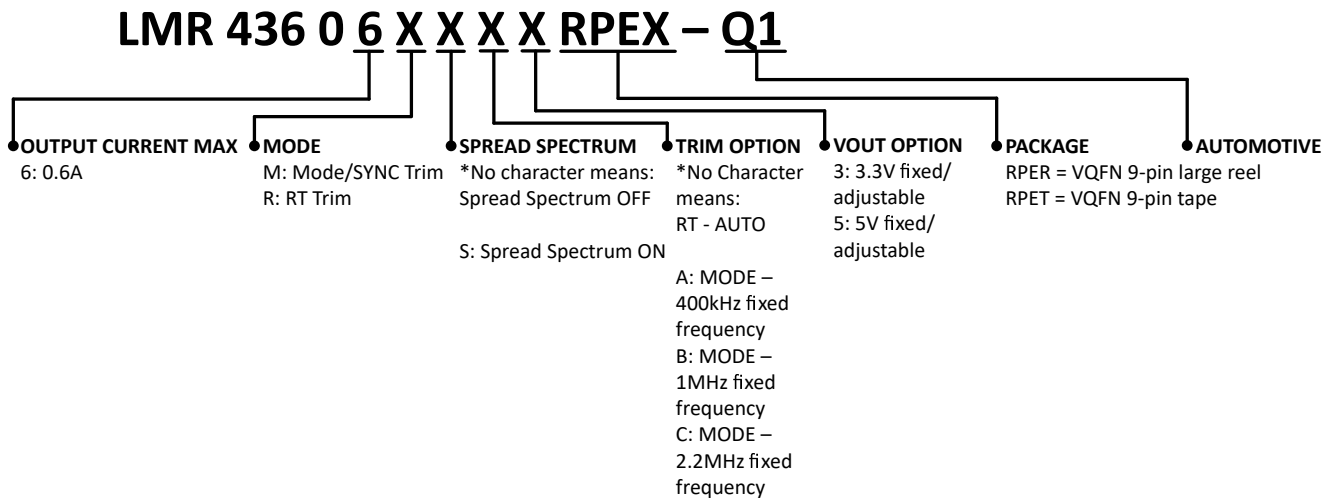 LMR 436 0 6 X X X X RPEX – Q1
OUTPUT CURRENT MAX
6: 0.6A
MODE
M: Mode/SYNC Trim
R: RT Trim
SPREAD SPECTRUM
*No character means:
Spread Spectrum OFF
S: Spread Spectrum ON
TRIM OPTION
*No Character
means:
RT - AUTO
A: MODE –
400kHz fixed
frequency
B: MODE –
1MHz fixed
frequency
C: MODE –
2.2MHz fixed
frequency
VOUT OPTION
3: 3.3V fixed/
adjustable
5: 5V fixed/
adjustable
PACKAGE
RPER = VQFN 9-pin large reel
RPET = VQFN 9-pin tape
AUTOMOTIVE